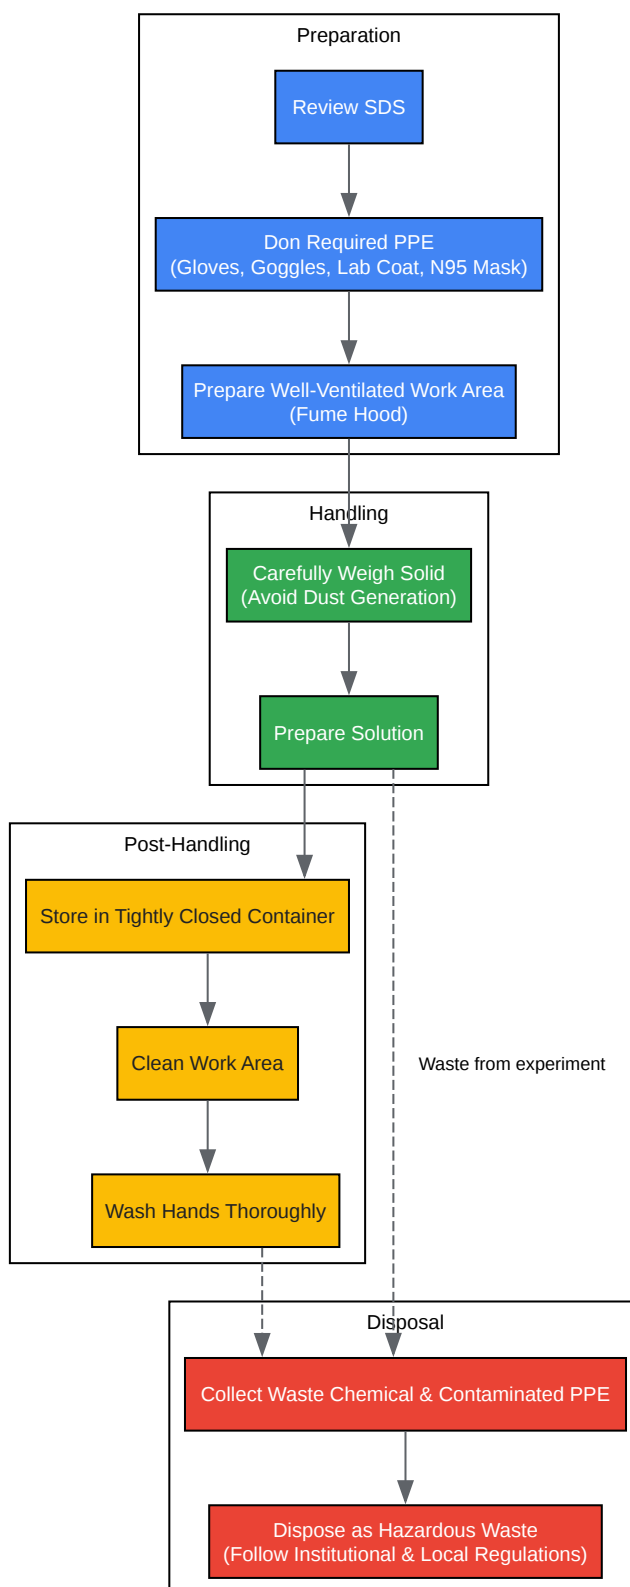 Preparation
Review SDS
Don Required PPE
(Gloves, Goggles, Lab Coat, N95 Mask)
Prepare Well-Ventilated Work Area
(Fume Hood)
Handling
Carefully Weigh Solid
(Avoid Dust Generation)
Prepare Solution
Post-Handling
Store in Tightly Closed Container
Clean Work Area
Waste from experiment
Wash Hands Thoroughly
Disposal
Collect Waste Chemical & Contaminated PPE
Dispose as Hazardous Waste
(Follow Institutional & Local Regulations)